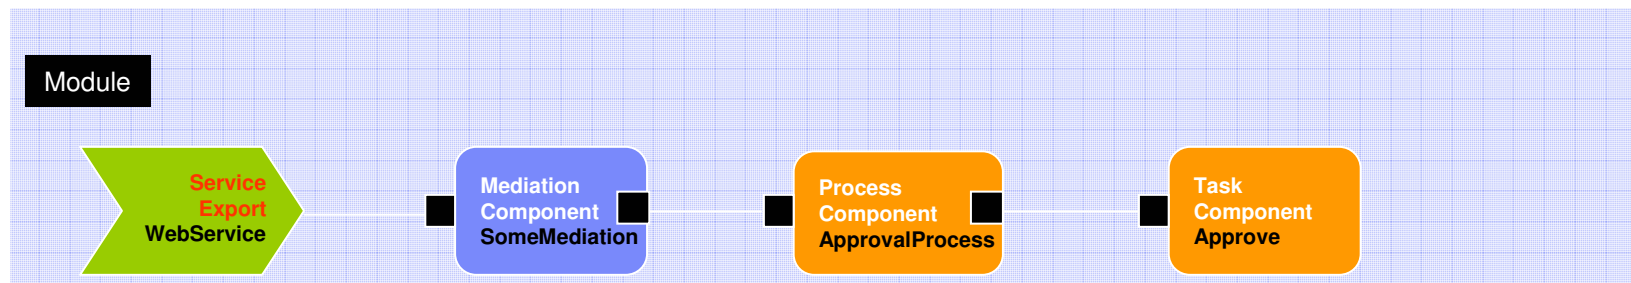 Module
Service
Export
WebService
Mediation
Component
SomeMediation
Process
Component
ApprovalProcess
Task
Component
Approve